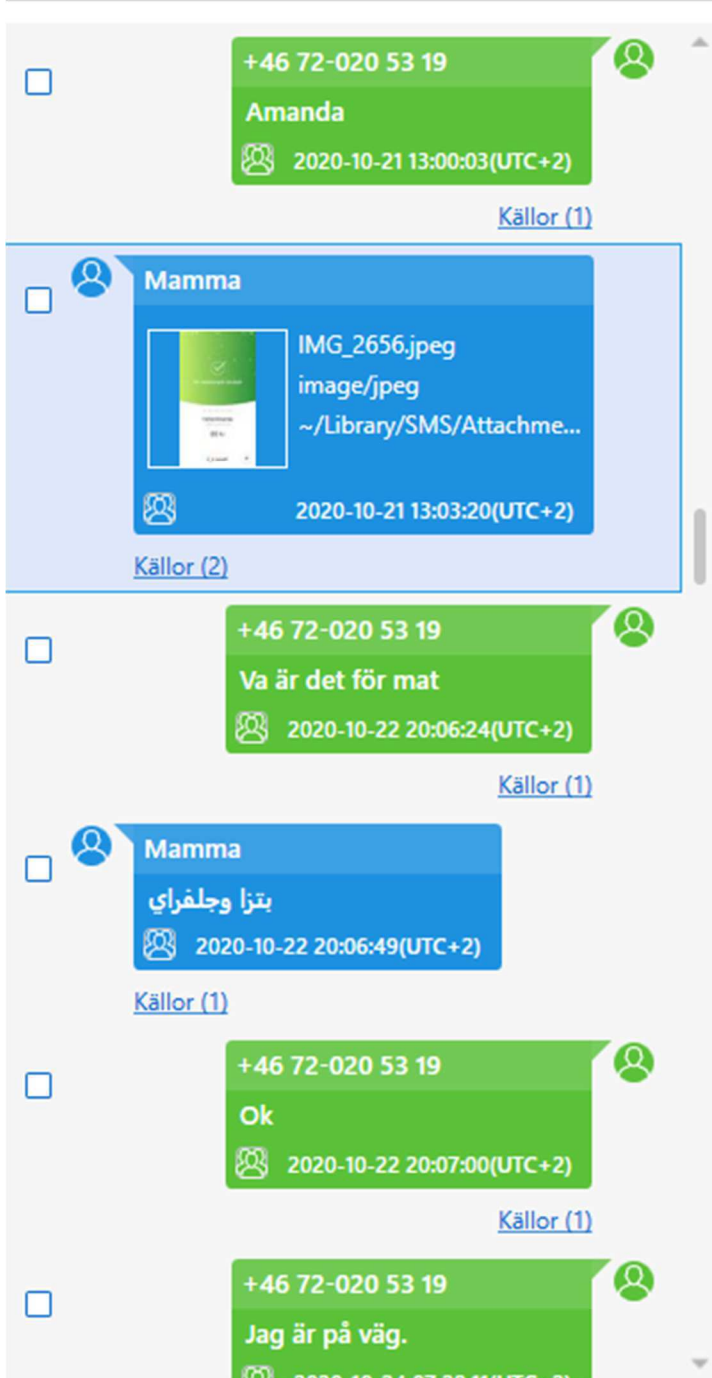 +46 72-020 53 19
Amanda
2020-10-21 13:00:03(UTC+2)
Källor (1)
Mamma
IMG_2656.jpeg
image/jpeg
~/Library/SMS/Attachme...
2020-10-21 13:03:20(UTC+2)
Källor (2)
+46 72-020 53 19
Va är det för mat
2020-10-22 20:06:24(UTC+2)
Källor (1)
Mamma
بتزا وجلفراي
2020-10-22 20:06:49(UTC+2)
Källor (1)
+46 72-020 53 19
Ok
2020-10-22 20:07:00(UTC+2)
Källor (1)
+46 72-020 53 19
Jag är på väg.